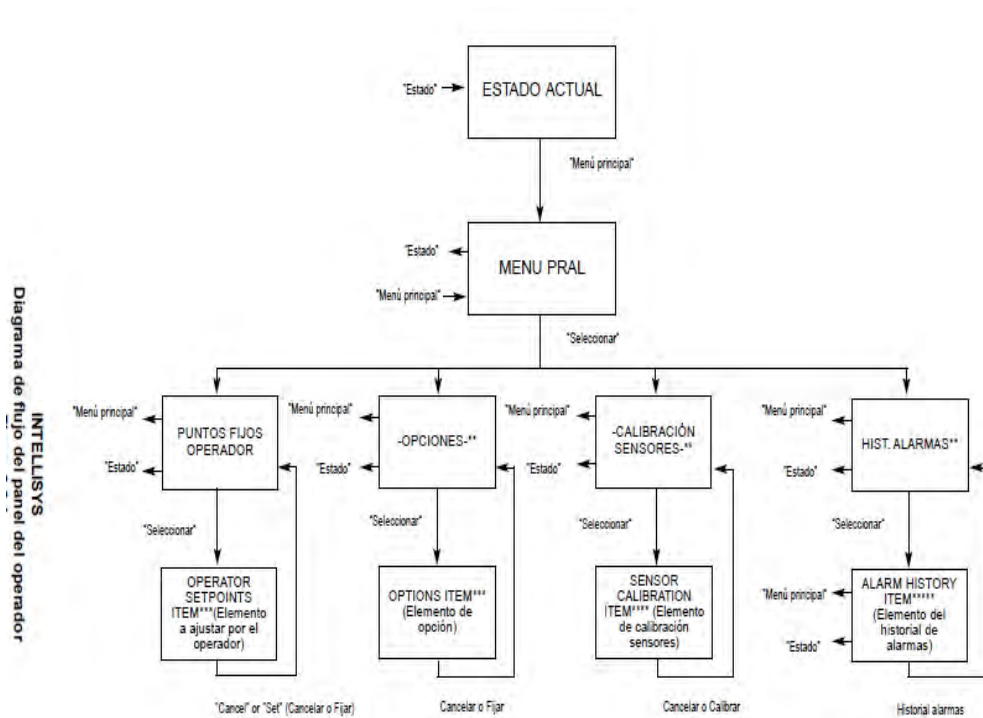 INTELLISYS
Diagrama de flujo del panel del operador
"Estado"
ESTADO ACTUAL
"Menú principal"
"Estado"
MENU PRAL
"Menú principal"
"Seleccionar"
"Menú principal"
PUNTOS FIJOS
OPERADOR
"Estado"
"Menú principal"
-OPCIONES-**
"Estado"
"Menú principal"
-CALIBRACIÓN
SENSORES-**
"Estado"
"Menú principal"
HIST. ALARMAS**
"Estado"
"Seleccionar"
"Seleccionar"
"Seleccionar"
"Seleccionar"
OPERATOR
SETPOINTS
ITEM***(Elemento
a ajustar por el
operador)
OPTIONS ITEM***
(Elemento de
opción)
SENSOR
CALIBRATION
ITEM**** (Elemento
de calibración
sensores)
"Menú principal"
ALARM HISTORY
ITEM*****
(Elemento del
historial de
alarmas)
"Estado"
"Cancel" or "Set" (Cancelar o Fijar)
Cancelar o Fijar
Cancelar o Calibrar
Historial alarmas